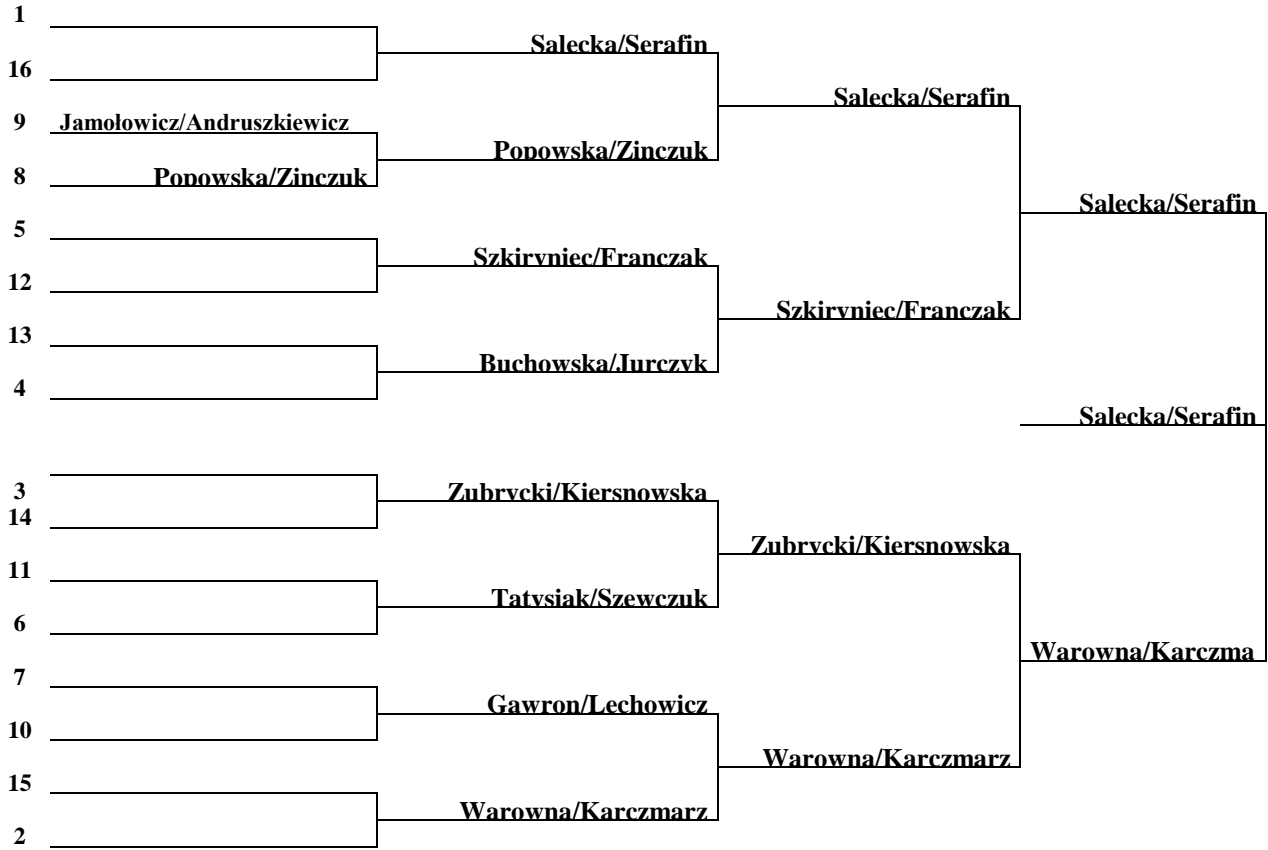 1
Salecka/Serafin
16
Salecka/Serafin
9 Jamołowicz/Andruszkiewicz
Popowska/Zinczuk
8 Popowska/Zinczuk
Salecka/Serafin
5
Szkiryniec/Franczak
12
Szkiryniec/Franczak
13
Buchowska/Jurczyk
4
Salecka/Serafin
3
Zubrycki/Kiersnowska
14
Zubrycki/Kiersnowska
11
Tatysiak/Szewczuk
6
Warowna/Karczma
7
Gawron/Lechowicz
10
Warowna/Karczmarz
15
Warowna/Karczmarz
2